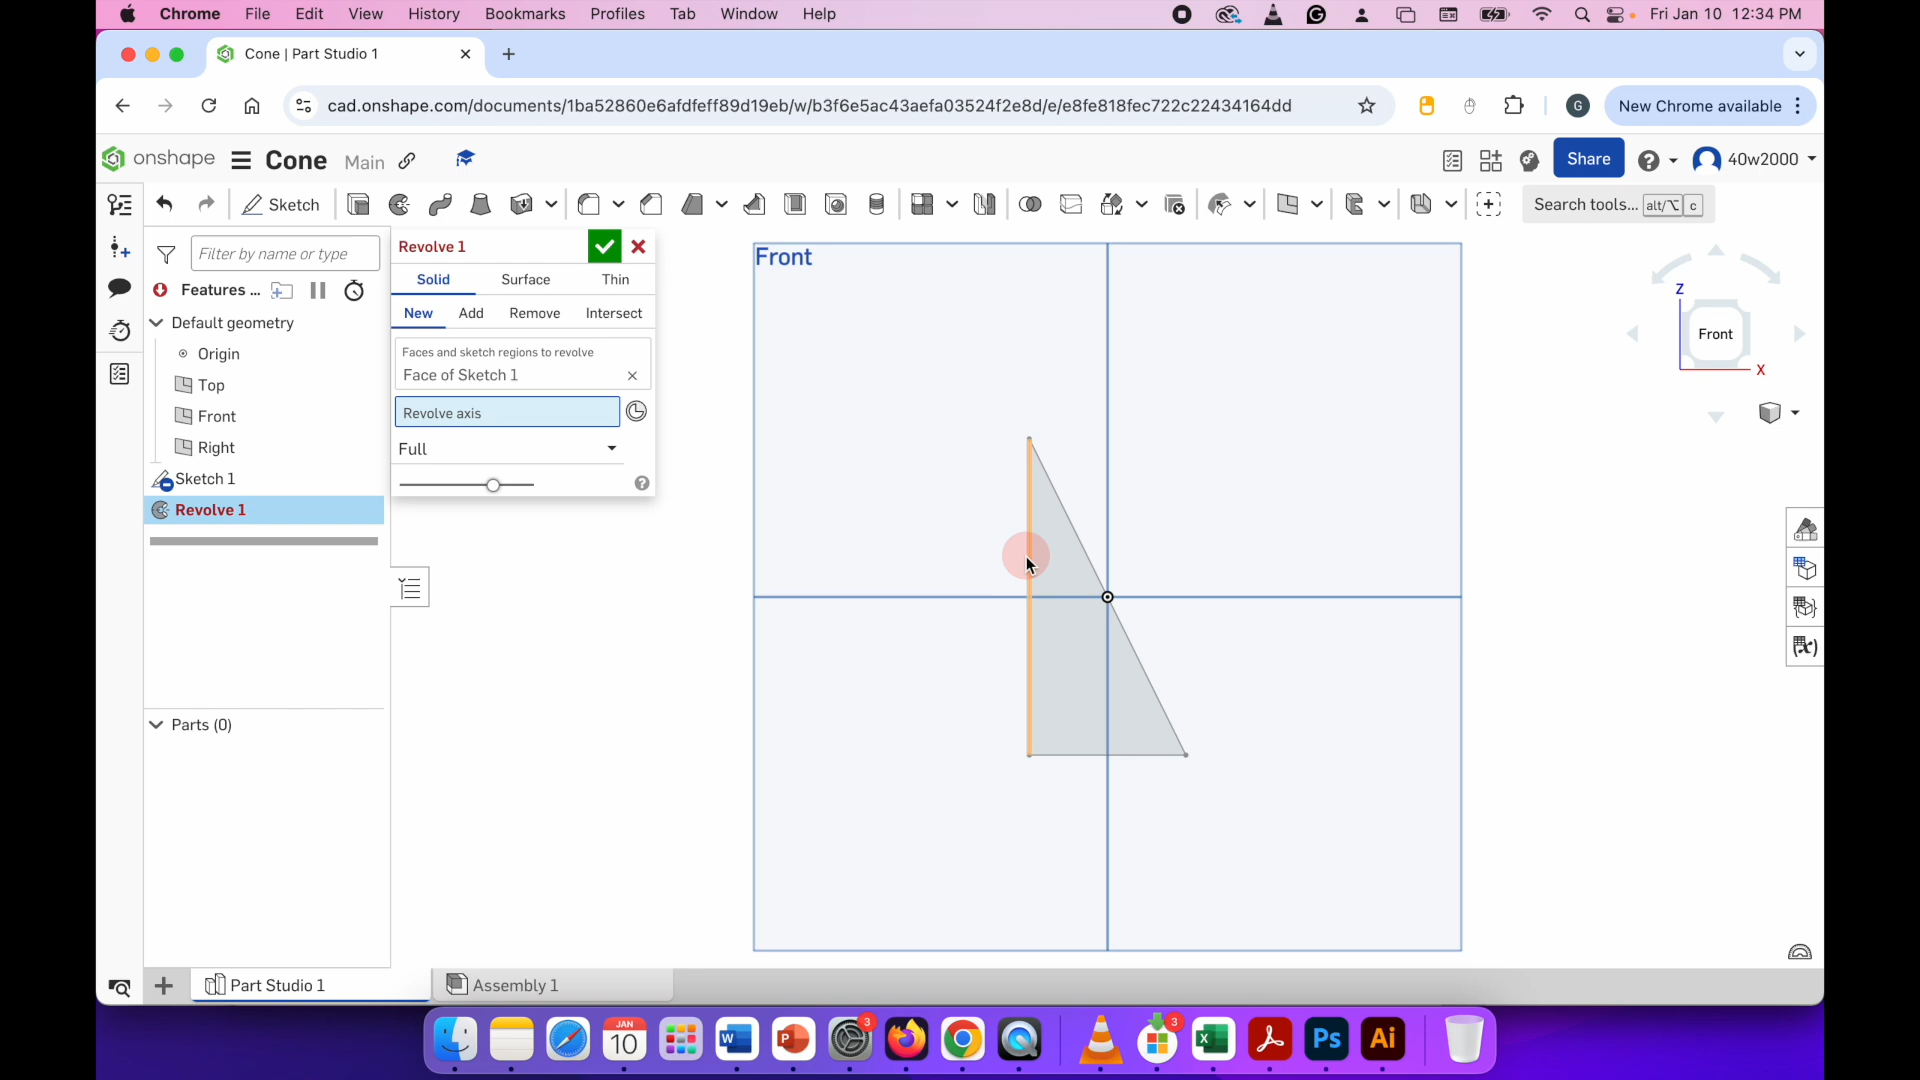 Chrome File Edit View History Bookmarks Profiles Tab Window Help Fri Jan 10 12:34 PM
Cone | Part Studio 1
cad.onshape.com/documents/1ba52860e6afdfeff89d19eb/w/b3f6e5ac43aefa03524f2e8d/e/e8fe818fec722c22434164dd G New Chrome available
onshape Cone Main Share 40w2000
Sketch Search tools... alt/⌥ c
Filter by name or type
Features ...
Default geometry
Origin
Top
Front
Right
Sketch 1
Revolve 1
Parts (0)
Revolve 1
Solid Surface Thin
New Add Remove Intersect
Faces and sketch regions to revolve
Face of Sketch 1
Revolve axis
Full
Front
Z
Front
X
(x)
Part Studio 1 Assembly 1
JAN
10
W
P
3
3
X
Ps
Ai